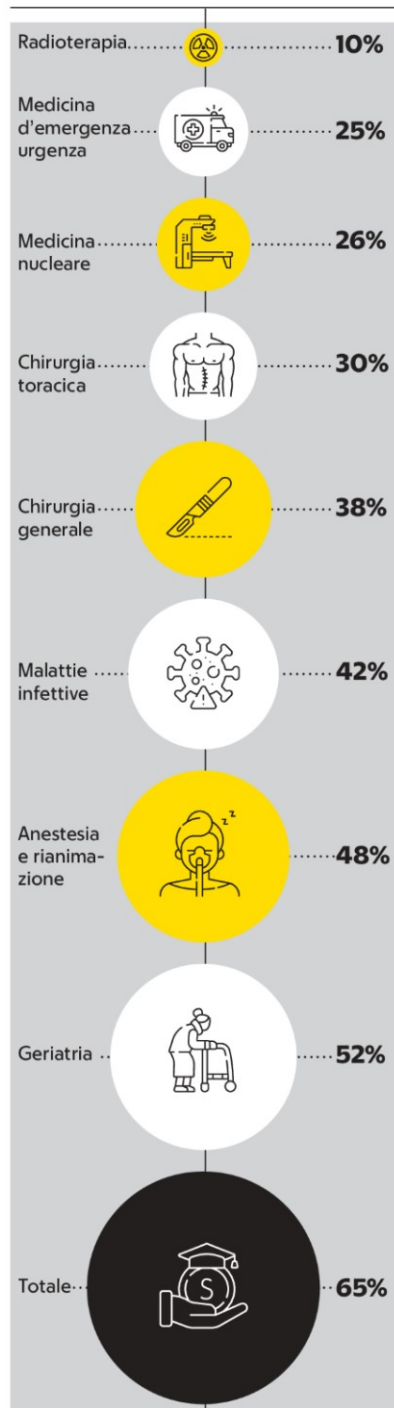 Radioterapia 10%
Medicina
d'emergenza 25%
urgenza
Medicina 26%
nucleare
Chirurgia 30%
toracica
Chirurgia 38%
generale
Malattie 42%
infettive
Anestesia
e rianima- 48%
zione
Geriatria 52%
Totale 65%